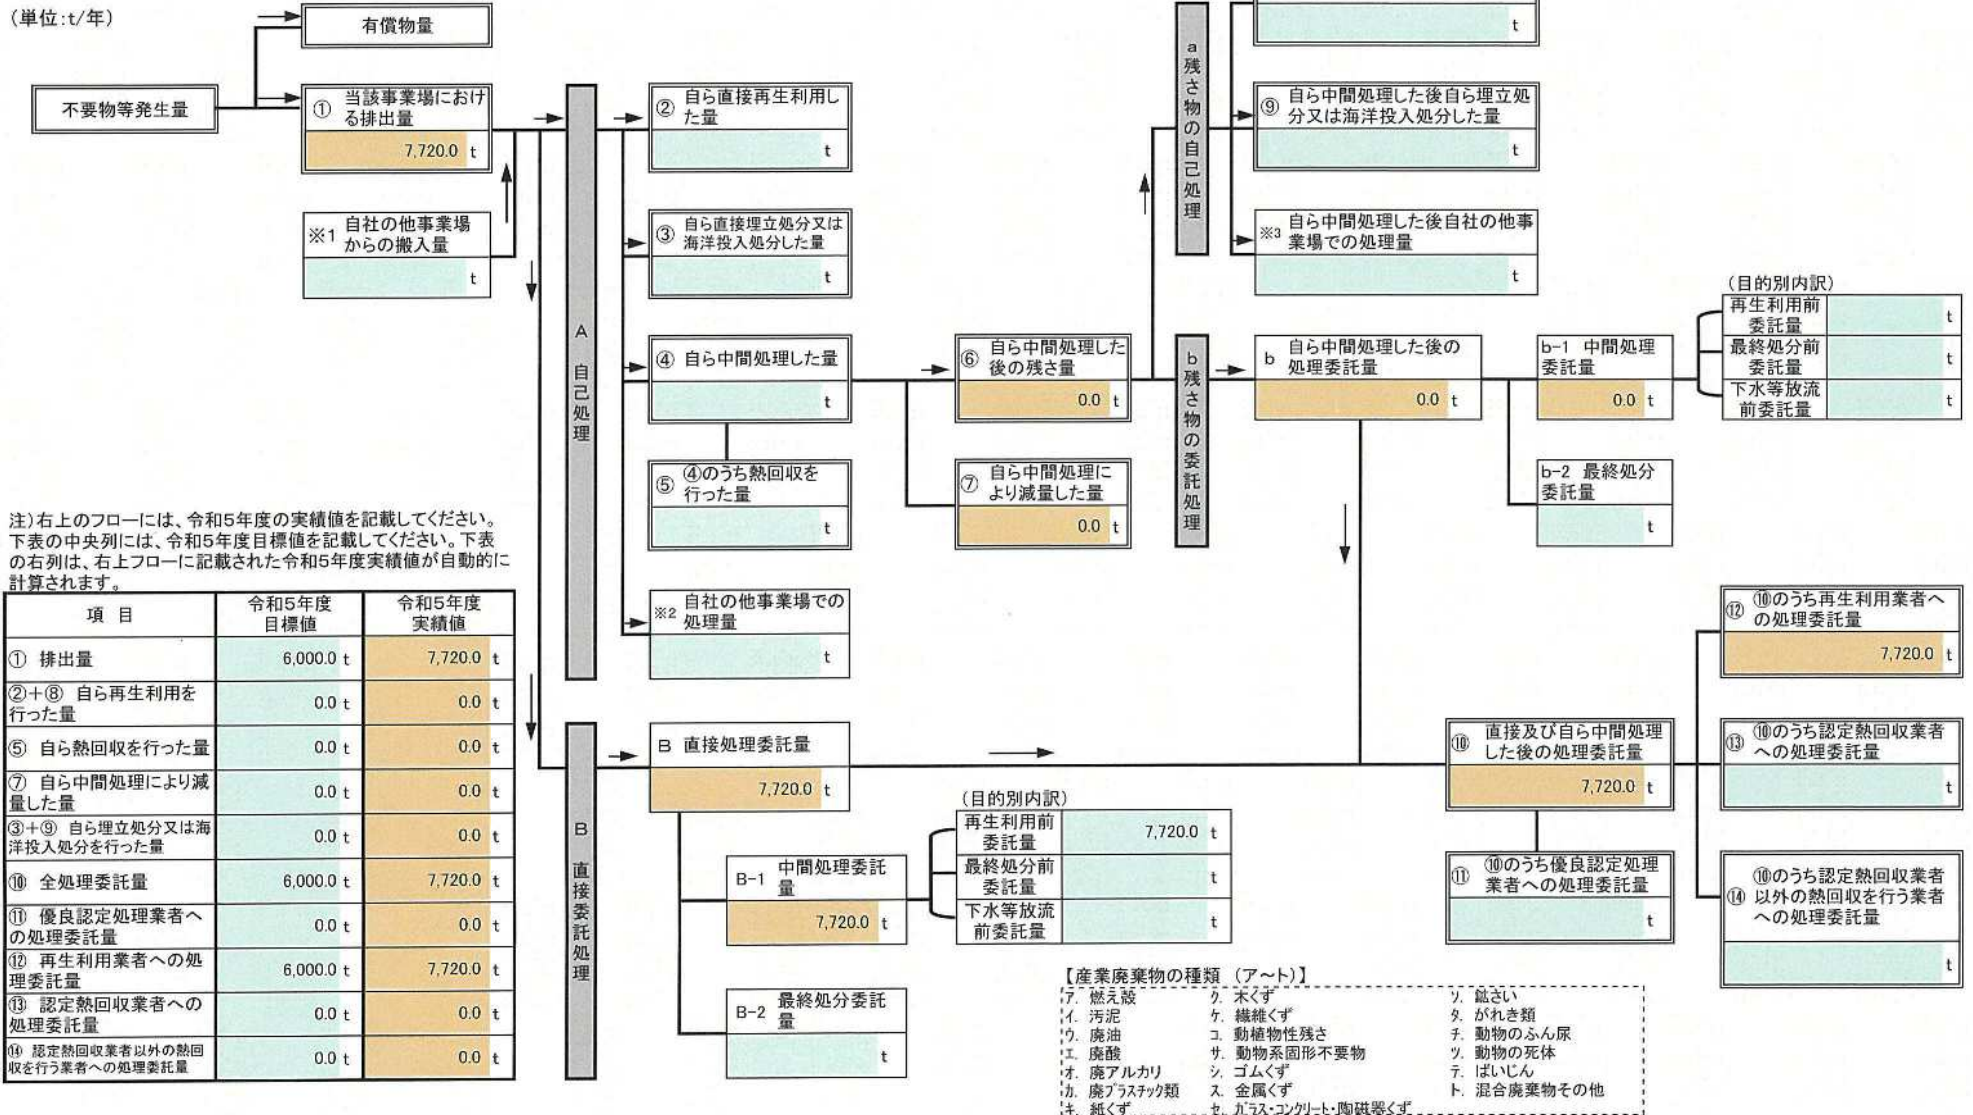 (単位:t/年)
有償物量
不要物等発生量
① 当該事業場におけ
る排出量
7,720.0 t
※1 自社の他事業場
からの搬入量
t
A 自己処理
② 自ら直接再生利用し
た量
t
③ 自ら直接埋立処分又は
海洋投入処分した量
t
④ 自ら中間処理した量
t
⑤ ④のうち熱回収を
行った量
t
※2 自社の他事業場での
処理量
t
⑥ 自ら中間処理した
後の残さ量
0.0 t
⑦ 自ら中間処理に
より減量した量
0.0 t
a 残さ物の自己処理
t
⑨ 自ら中間処理した後自ら埋立処
分又は海洋投入処分した量
t
※3 自ら中間処理した後自社の他事
業場での処理量
t
b 残さ物の委託処理
b 自ら中間処理した後の
処理委託量
0.0 t
b-1 中間処理
委託量
0.0 t
b-2 最終処分
委託量
t
(目的別内訳)
再生利用前
委託量
t
最終処分前
委託量
t
下水等放流
前委託量
t
注)右上のフローには、令和5年度の実績値を記載してください。
下表の中央列には、令和5年度目標値を記載してください。下表
の右列は、右上フローに記載された令和5年度実績値が自動的に
計算されます。
項 目 令和5年度 目標値 令和5年度 実績値
① 排出量 6,000.0 t 7,720.0 t
②+⑧ 自ら再生利用を
行った量 0.0 t 0.0 t
⑤ 自ら熱回収を行った量 0.0 t 0.0 t
⑦ 自ら中間処理により減
量した量 0.0 t 0.0 t
③+⑨ 自ら埋立処分又は海
洋投入処分を行った量 0.0 t 0.0 t
⑩ 全処理委託量 6,000.0 t 7,720.0 t
⑪ 優良認定処理業者へ
の処理委託量 0.0 t 0.0 t
⑫ 再生利用業者への処
理委託量 6,000.0 t 7,720.0 t
⑬ 認定熱回収業者への
処理委託量 0.0 t 0.0 t
⑭ 認定熱回収業者以外の熱回
収を行う業者への処理委託量 0.0 t 0.0 t
B 直接委託処理
B 直接処理委託量
7,720.0 t
B-1 中間処理委託
量
7,720.0 t
B-2 最終処分委託
量
t
(目的別内訳)
再生利用前
委託量
7,720.0 t
最終処分前
委託量
t
下水等放流
前委託量
t
⑩ 直接及び自ら中間処理
した後の処理委託量
7,720.0 t
⑪ ⑩のうち優良認定処理
業者への処理委託量
t
⑫ ⑩のうち再生利用業者へ
の処理委託量
7,720.0 t
⑬ ⑩のうち認定熱回収業者
への処理委託量
t
⑭ ⑩のうち認定熱回収業者
以外の熱回収を行う業者
への処理委託量
t
【産業廃棄物の種類 (ア～ト)】
ア. 燃え殻 ク. 木くず ソ. 鉱さい
イ. 汚泥 ケ. 繊維くず タ. がれき類
ウ. 廃油 コ. 動植物性残さ チ. 動物のふん尿
エ. 廃酸 サ. 動物系固形不要物 ツ. 動物の死体
オ. 廃アルカリ シ. ゴムくず テ. ばいじん
カ. 廃プラスチック類 ス. 金属くず ト. 混合廃棄物その他
キ. 紙くず セ. ガラス・コンクリート・陶磁器くず